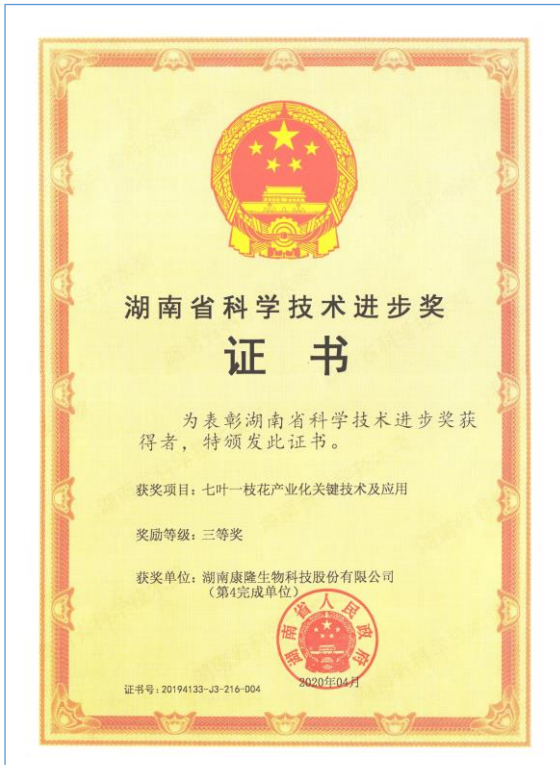 湖南省科学技术进步奖
证书
为表彰湖南省科学技术进步奖获
得者，特颁发此证书。
获奖项目：七叶一枝花产业化关键技术及应用
奖励等级：三等奖
获奖单位：湖南康隆生物科技股份有限公司
（第4完成单位）
湖南省人民政府
2020年04月
证书号：20194133-J3-216-004